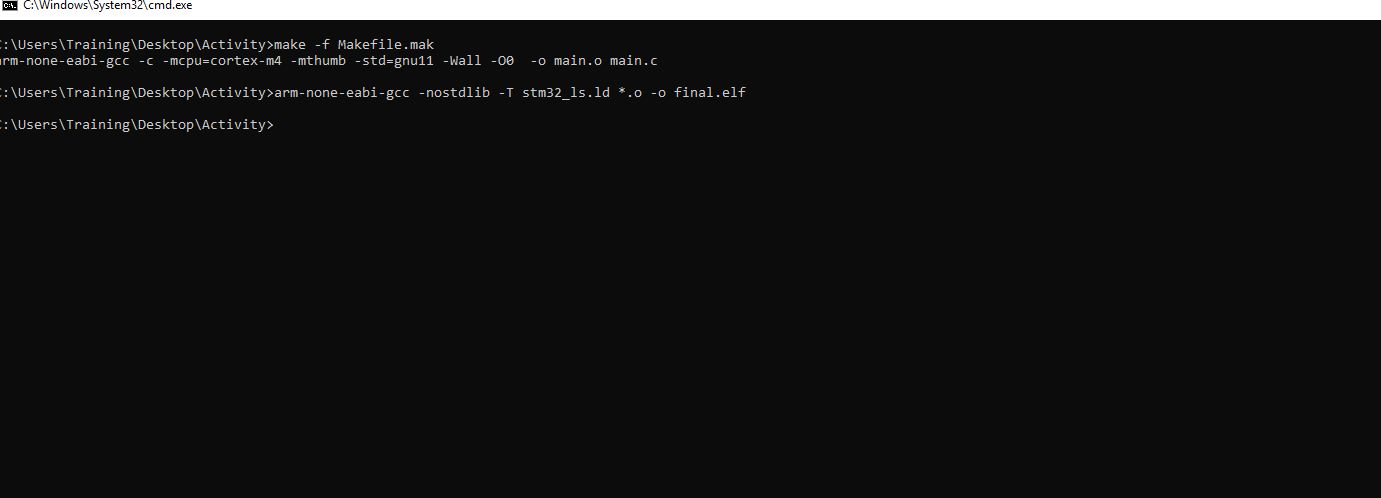 C:\Windows\System32\cmd.exe
:\Users\Training\Desktop\Activity>make -f Makefile.mak
arm-none-eabi-gcc -c -mcpu=cortex-m4 -mthumb -std=gnu11 -Wall -O0  -o main.o main.c
:\Users\Training\Desktop\Activity>arm-none-eabi-gcc -nostdlib -T stm32_ls.ld *.o -o final.elf
:\Users\Training\Desktop\Activity>